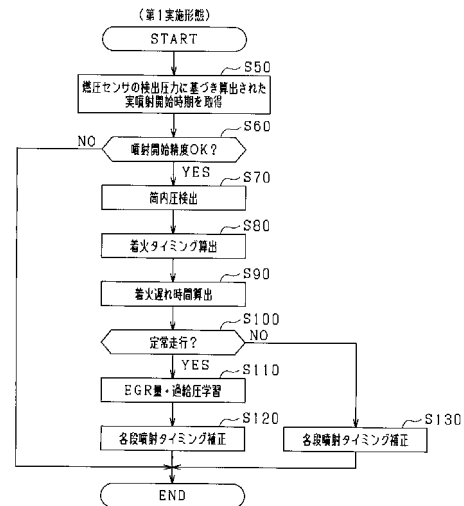 (第1実施形態)
START
S50
燃圧センサの検出圧力に基づき算出された
実噴射開始時期を取得
S60
噴射開始精度OK?
NO
YES
S70
筒内圧検出
S80
着火タイミング算出
S90
着火遅れ時間算出
S100
定常走行?
NO
YES
S110
EGR量・過給圧学習
S120
各段噴射タイミング補正
S130
各段噴射タイミング補正
END